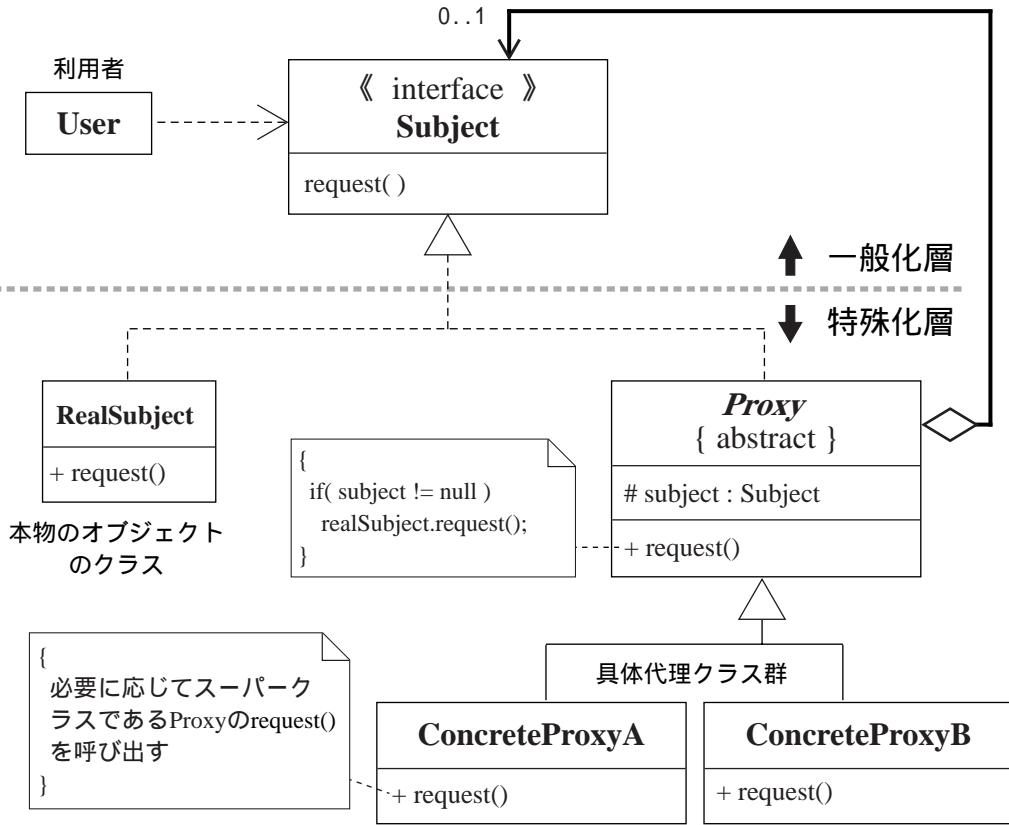 0..1
利用者
User
《 interface 》
Subject
request( )
一般化層
特殊化層
RealSubject
+ request()
本物のオブジェクト
のクラス
{
if( subject != null )
realSubject.request();
}
Proxy
{ abstract }
# subject : Subject
+ request()
{
必要に応じてスーパーク
ラスであるProxyのrequest()
を呼び出す
}
具体代理クラス群
ConcreteProxyA
+ request()
ConcreteProxyB
+ request()